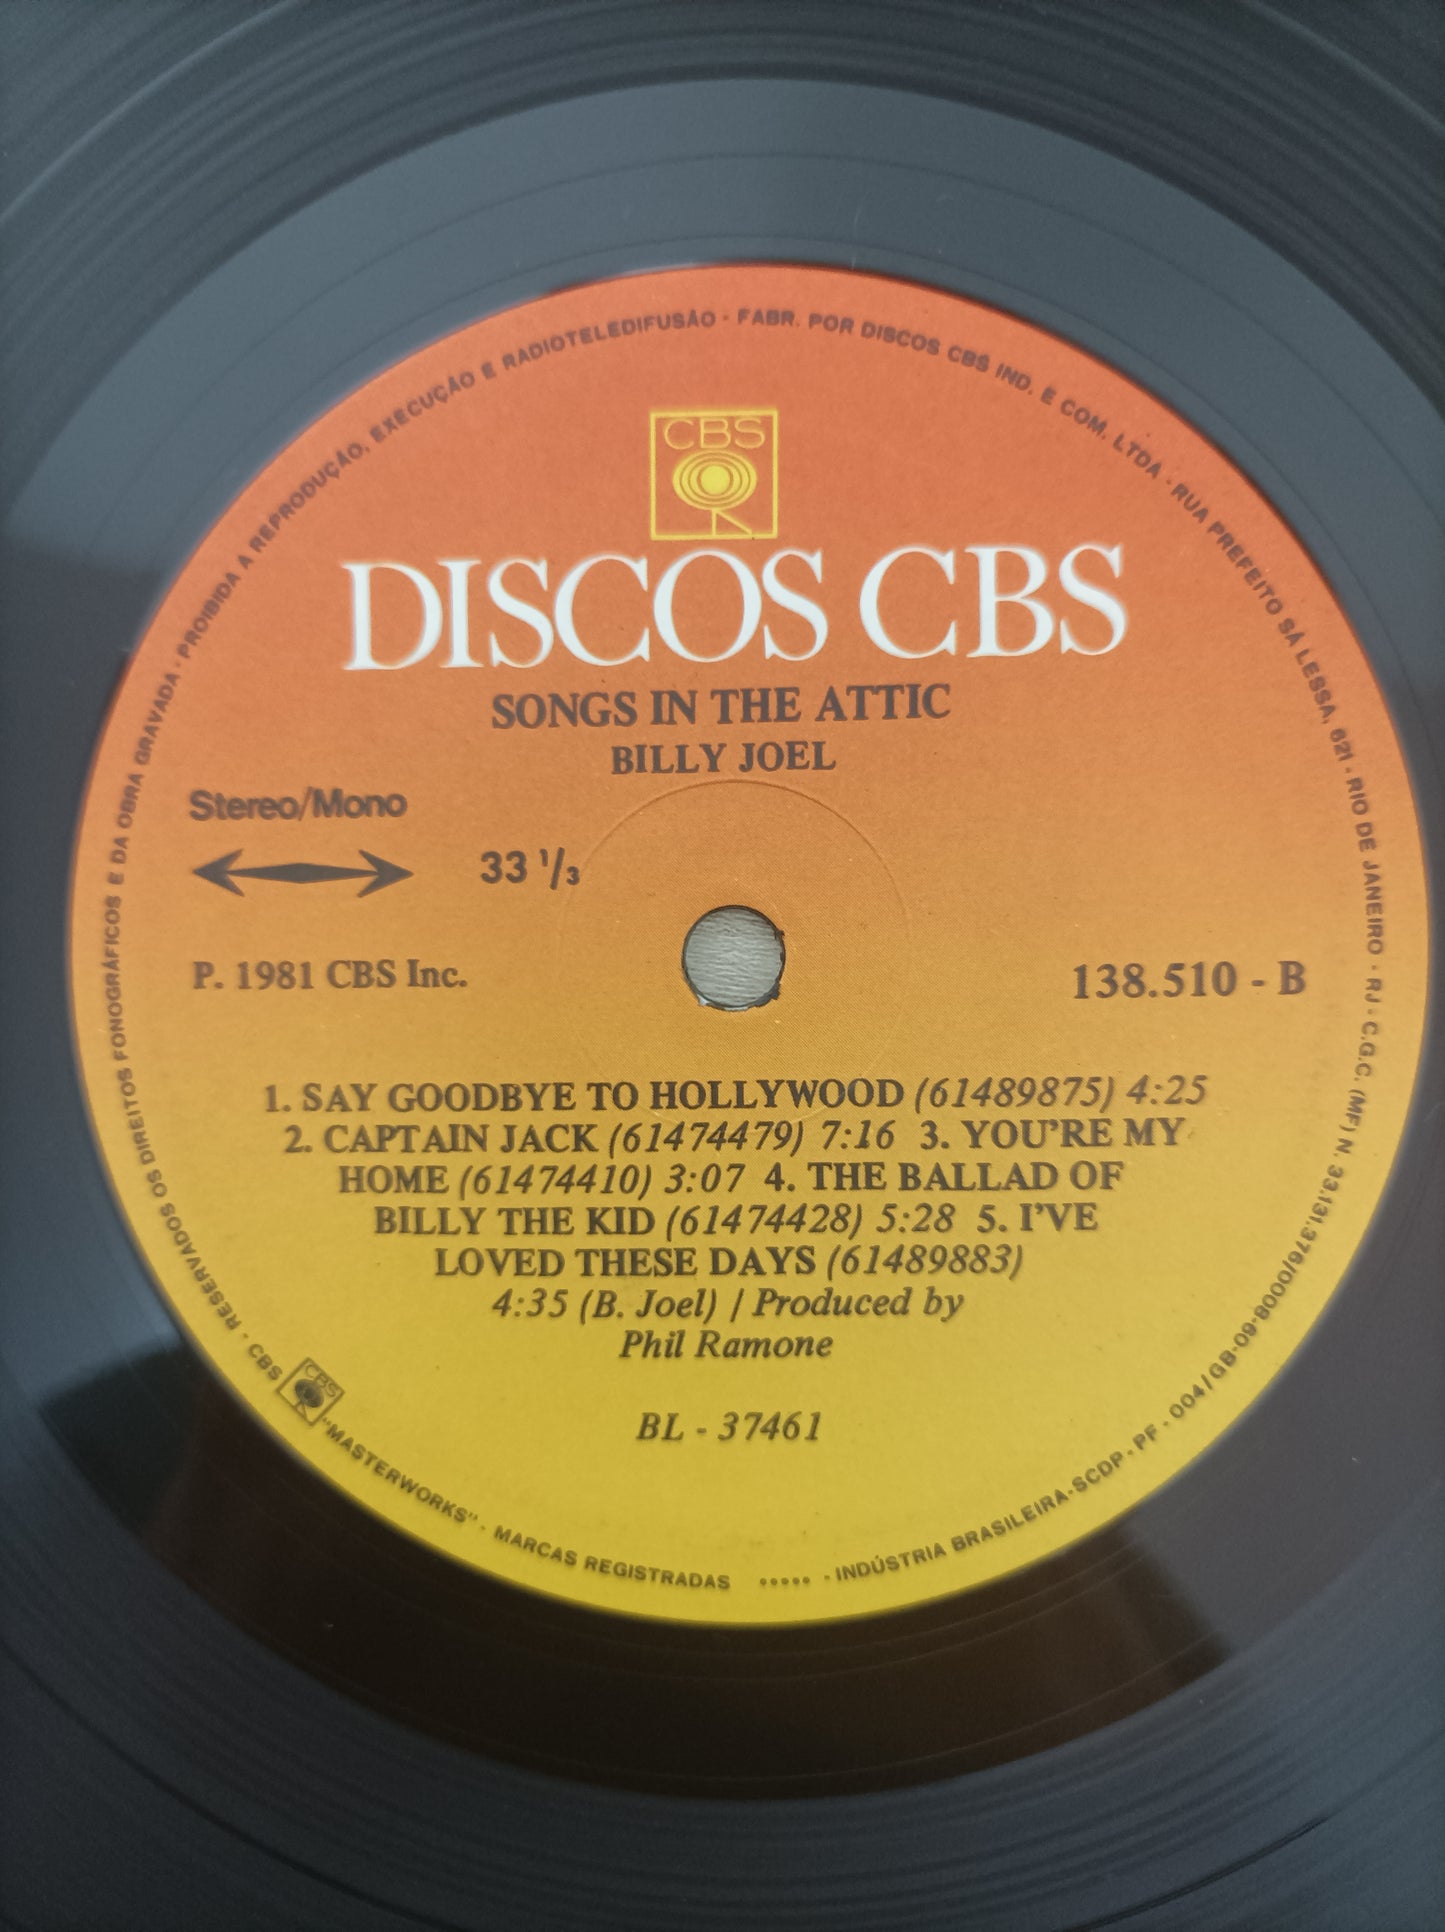 CBS
DISCOS CBS
SONGS IN THE ATTIC
BILLY JOEL
Stereo/Mono
33 1/3
P. 1981 CBS Inc.
138.510 - B
1. SAY GOODBYE TO HOLLYWOOD (61489875) 4:25
2. CAPTAIN JACK (61474479) 7:16 3. YOU'RE MY
HOME (61474410) 3:07 4. THE BALLAD OF
BILLY THE KID (61474428) 5:28 5. I'VE
LOVED THESE DAYS (61489883)
4:35 (B. Joel) / Produced by
Phil Ramone
BL - 37461
CBS CBS "MASTERWORKS" - MARCAS REGISTRADAS ..... - INDÚSTRIA BRASILEIRA-SCDP - PF - 004/GB-09-
RESERVADOS OS DIREITOS FONOGRÁFICOS E DA OBRA GRAVADA - PROIBIDA A REPRODUÇÃO, EXECUÇÃO E RADIOTELEDIFUSÃO - FABR. POR DISCOS CBS IND. E COM. LTDA - RUA PREFEITO SÁ LESSA, 621 - RIO DE JANEIRO - RJ - C.G.C. (MF) N. 33.131.376/0008-09